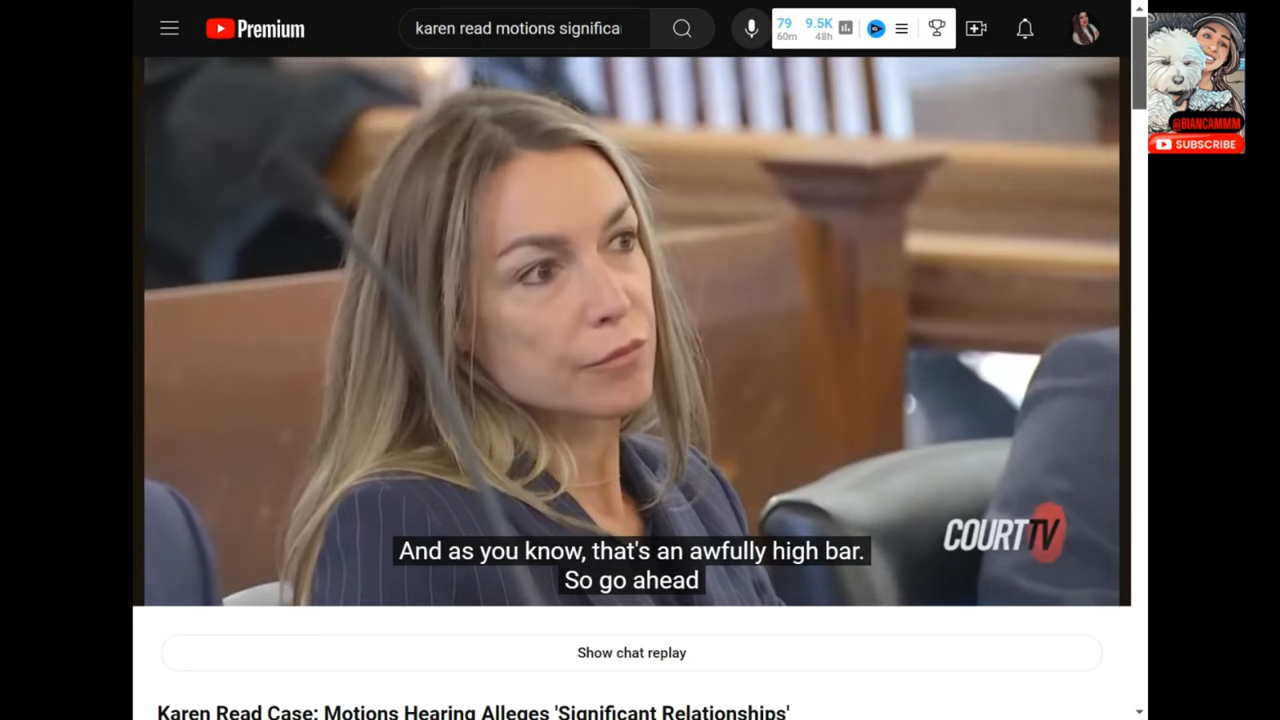 Premium
karen read motions significa
79
60m
9.5K
48h
@BIANCAMMM
SUBSCRIBE
COURT TV
And as you know, that's an awfully high bar.
So go ahead
Show chat replay
Karen Read Case: Motions Hearing Alleges 'Significant Relationships'